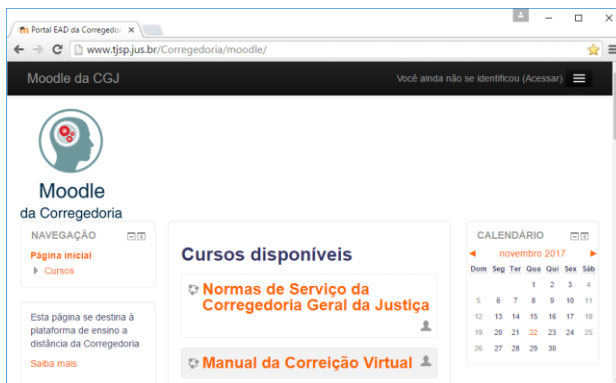 Portal EAD da Corregedor
www.tjsp.jus.br/Corregedoria/moodle/
Moodle da CGJ
Você ainda não se identificou (Acessar)
Moodle
da Corregedoria
NAVEGAÇÃO
Página inicial
Cursos
Esta página se destina à
plataforma de ensino a
distância da Corregedoria
Saiba mais
Cursos disponíveis
Normas de Serviço da
Corregedoria Geral da Justiça
Manual da Correição Virtual
CALENDÁRIO
novembro 2017
Dom Seg Ter Qua Qui Sex Sáb
1 2 3 4
5 6 7 8 9 10 11
12 13 14 15 16 17 18
19 20 21 22 23 24 25
26 27 28 29 30